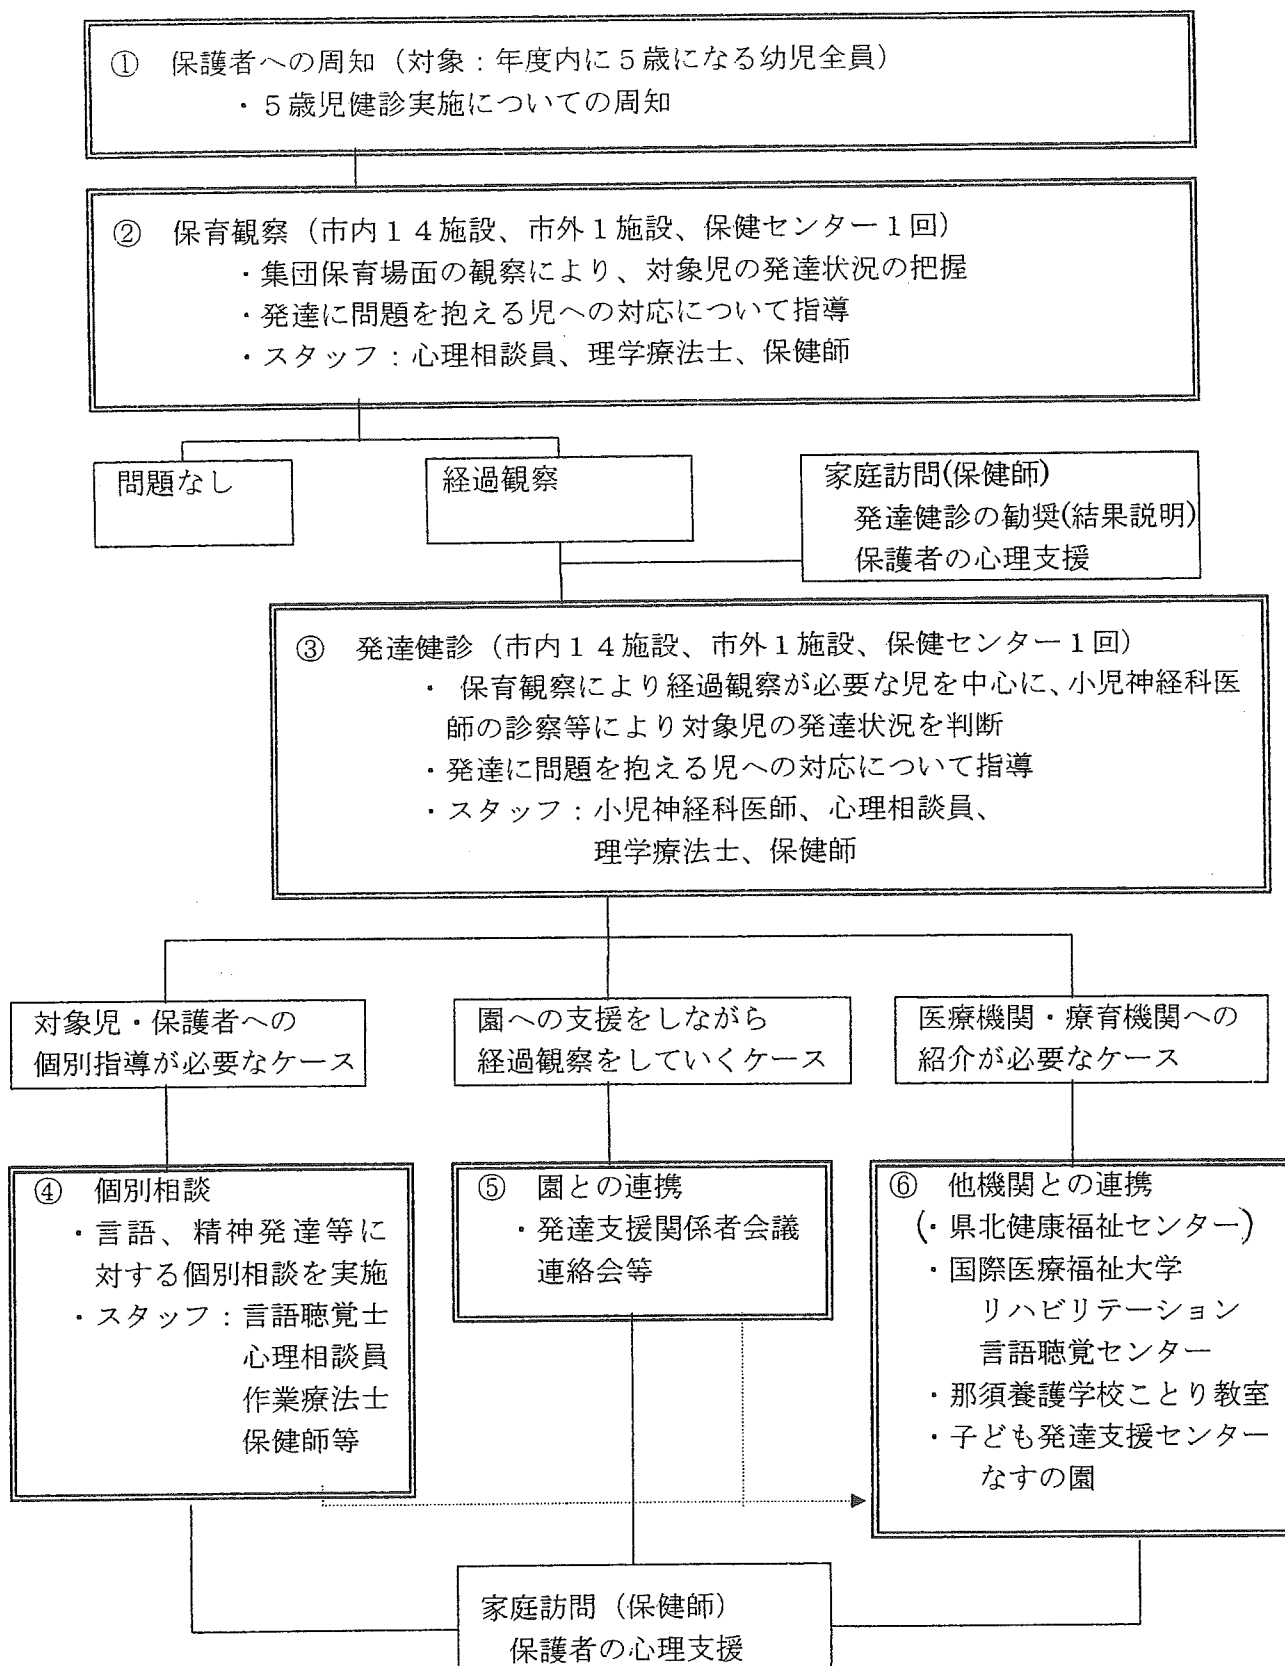 ① 保護者への周知（対象：年度内に５歳になる幼児全員）
・５歳児健診実施についての周知
② 保育観察（市内１４施設、市外１施設、保健センター１回）
・集団保育場面の観察により、対象児の発達状況の把握
・発達に問題を抱える児への対応について指導
・スタッフ：心理相談員、理学療法士、保健師
問題なし
経過観察
家庭訪問(保健師)
発達健診の勧奨(結果説明)
保護者の心理支援
③ 発達健診（市内１４施設、市外１施設、保健センター１回）
・ 保育観察により経過観察が必要な児を中心に、小児神経科医
師の診察等により対象児の発達状況を判断
・発達に問題を抱える児への対応について指導
・スタッフ：小児神経科医師、心理相談員、
理学療法士、保健師
対象児・保護者への
個別指導が必要なケース
園への支援をしながら
経過観察をしていくケース
医療機関・療育機関への
紹介が必要なケース
④ 個別相談
・言語、精神発達等に
対する個別相談を実施
・スタッフ：言語聴覚士
心理相談員
作業療法士
保健師等
⑤ 園との連携
・発達支援関係者会議
連絡会等
⑥ 他機関との連携
(・県北健康福祉センター)
・国際医療福祉大学
リハビリテーション
言語聴覚センター
・那須養護学校ことり教室
・子ども発達支援センター
なすの園
家庭訪問（保健師）
保護者の心理支援